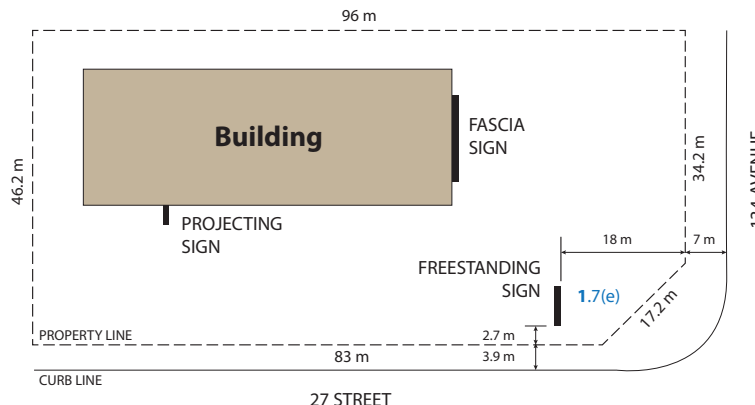 96 m
Building
FASCIA
SIGN
46.2 m
34.2 m
PROJECTING
SIGN
18 m
7 m
FREESTANDING
SIGN
1.7(e)
17.2 m
PROPERTY LINE
2.7 m
83 m
3.9 m
CURB LINE
27 STREET
AVENUE